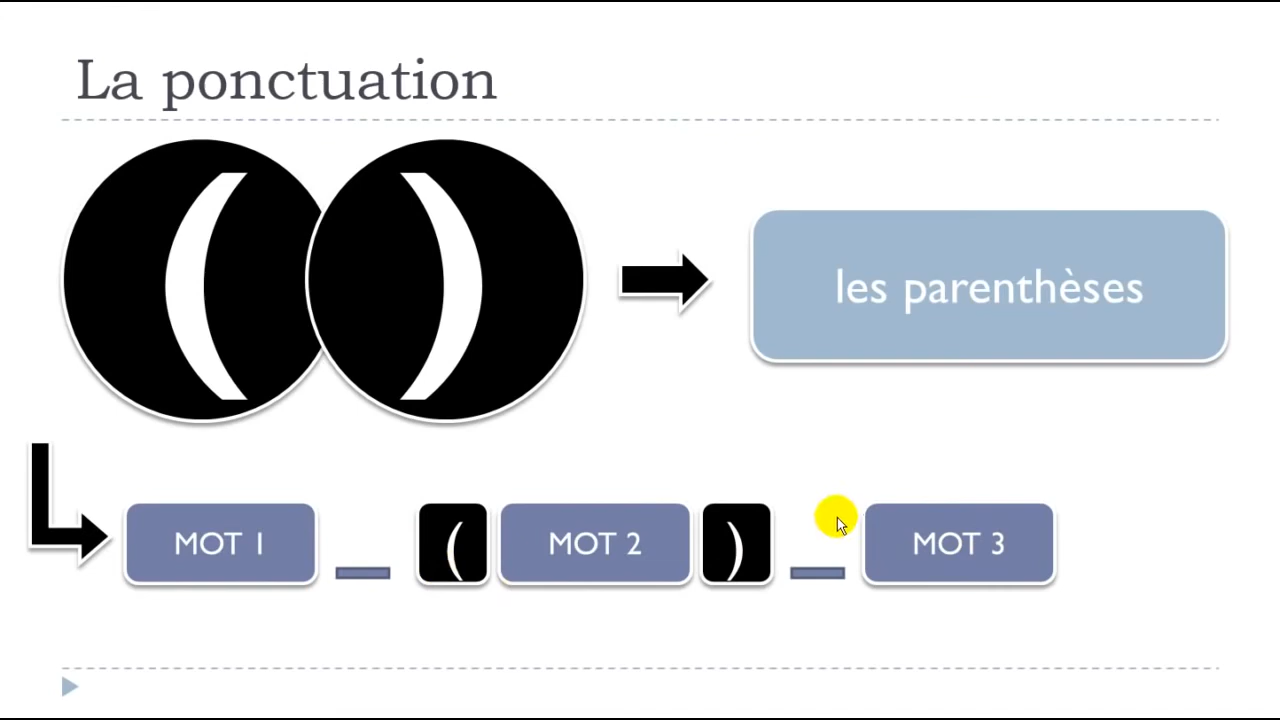 La ponctuation
( ) les parenthèses
MOT 1 _ ( MOT 2 ) _ MOT 3